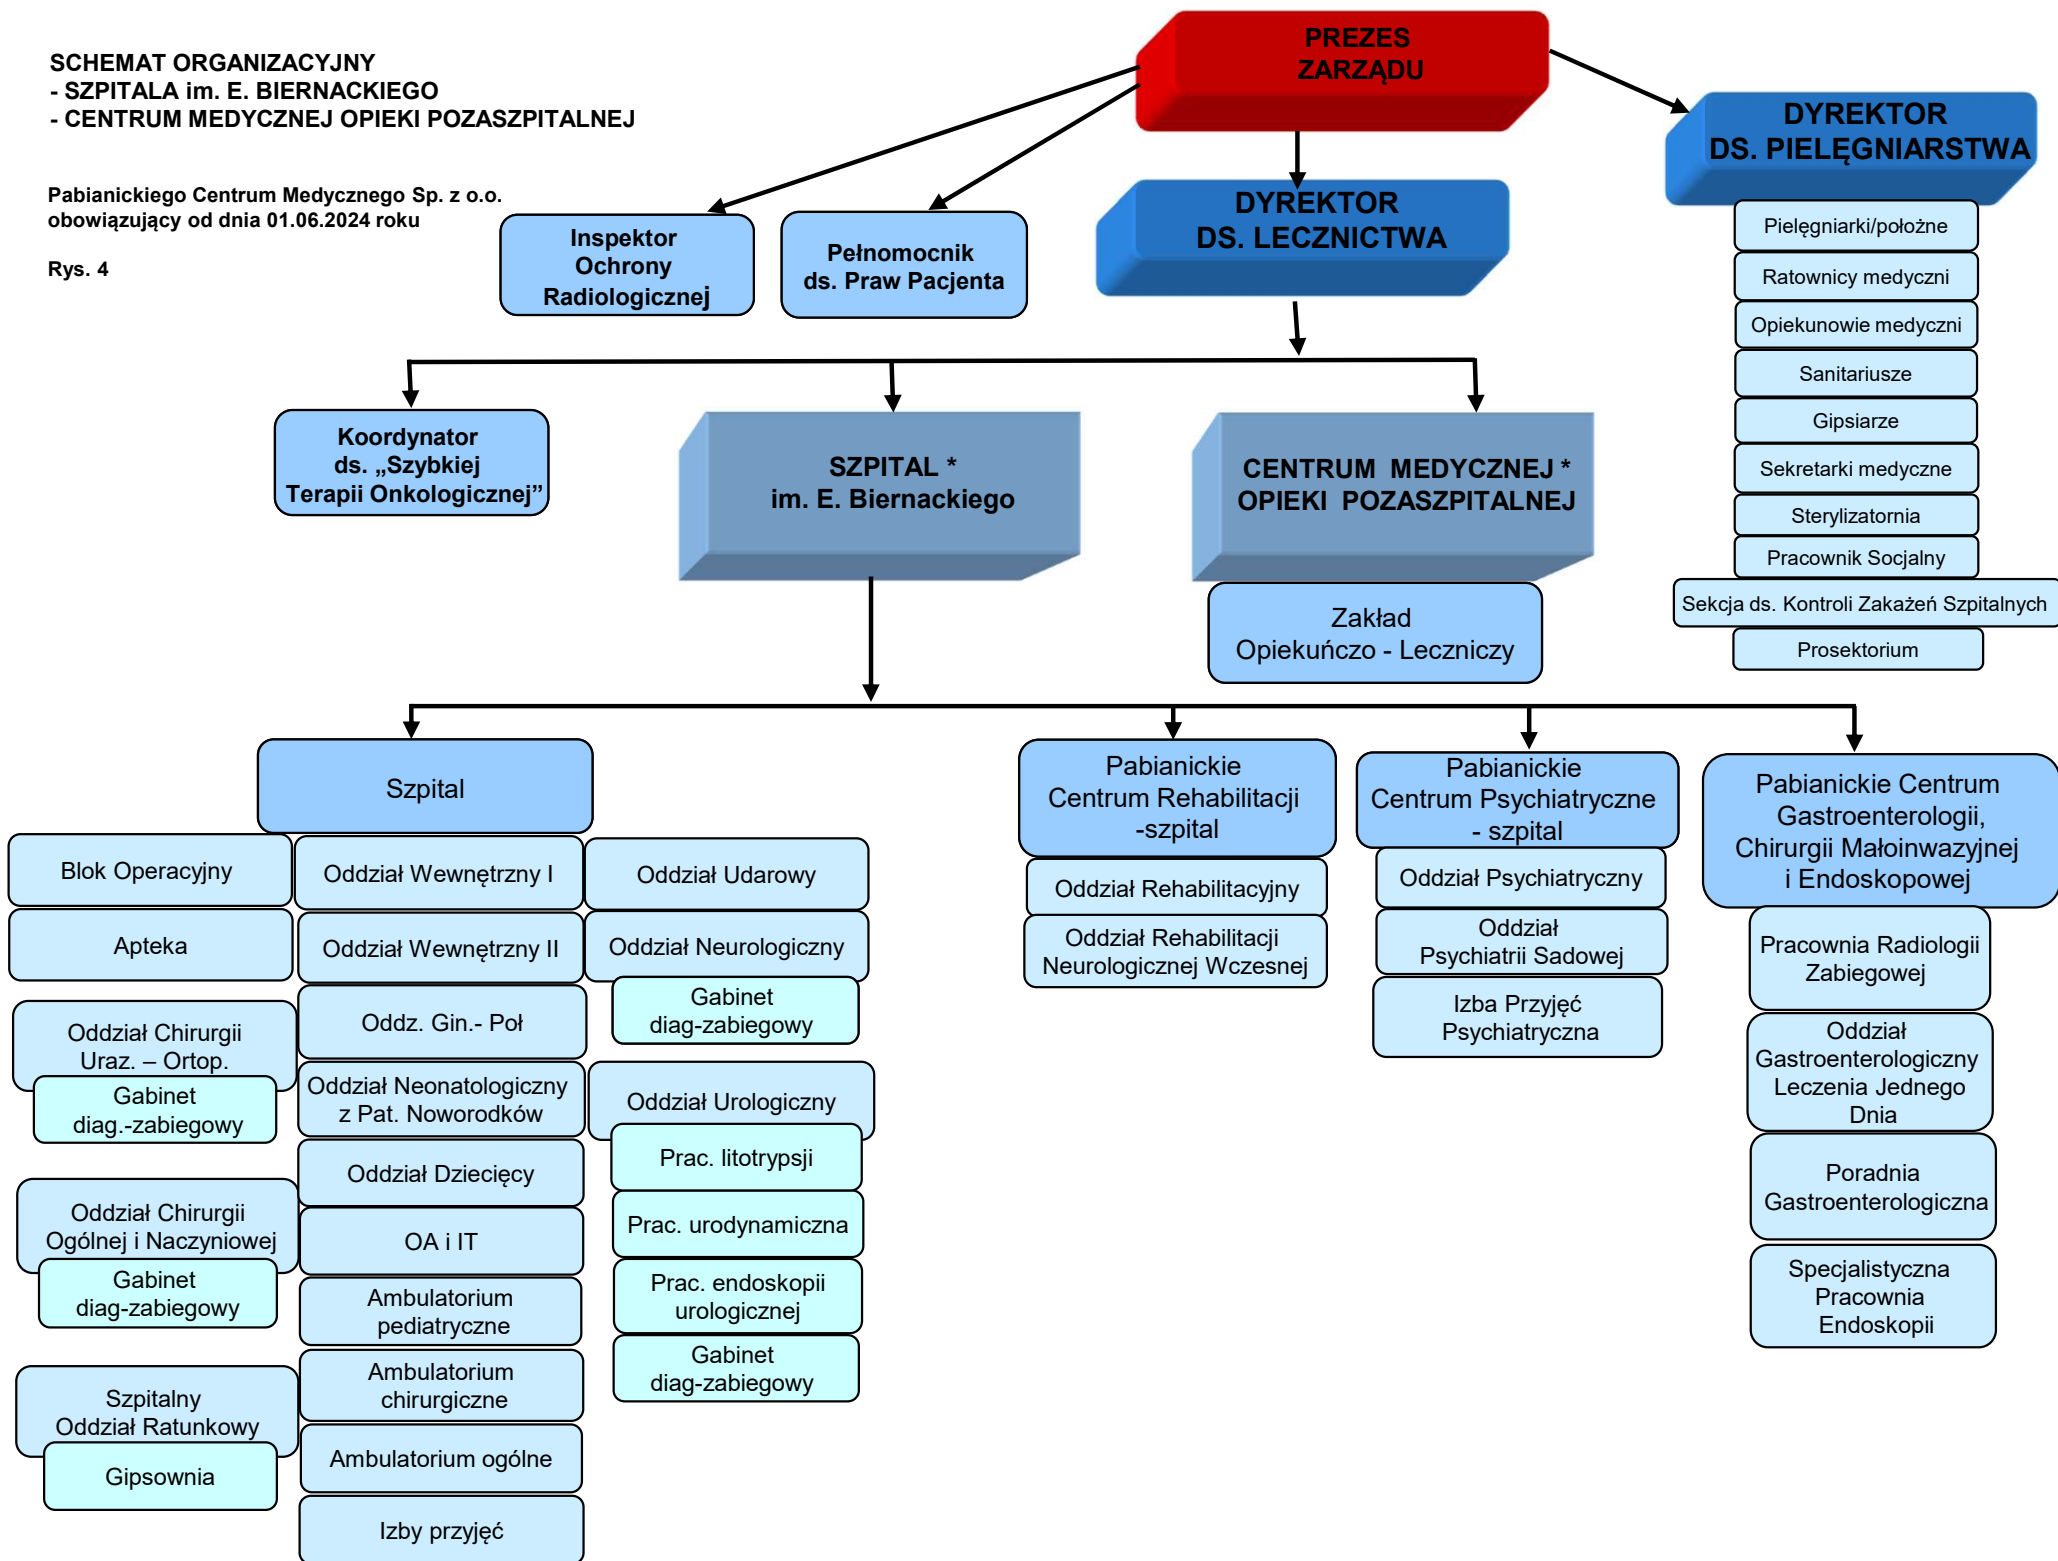 SCHEMAT ORGANIZACYJNY
- SZPITALA im. E. BIERNACKIEGO
- CENTRUM MEDYCZNEJ OPIEKI POZASZPITALNEJ
Pabianickiego Centrum Medycznego Sp. z o.o.
obowiązujący od dnia 01.06.2024 roku
Rys. 4
PREZES
ZARZĄDU
DYREKTOR
DS. PIELĘGNIARSTWA
Inspektor
Ochrony
Radiologicznej
Pełnomocnik
ds. Praw Pacjenta
DYREKTOR
DS. LECZNICTWA
Pielęgniarki/położne
Ratownicy medyczni
Opiekunowie medyczni
Sanitariusze
Gipsiarze
Sekretarki medyczne
Sterylizatornia
Pracownik Socjalny
Sekcja ds. Kontroli Zakażeń Szpitalnych
Prosektorium
Koordynator
ds. „Szybkiej
Terapii Onkologicznej”
SZPITAL *
im. E. Biernackiego
CENTRUM MEDYCZNEJ *
OPIEKI POZASZPITALNEJ
Zakład
Opiekuńczo - Leczniczy
Szpital
Blok Operacyjny
Apteka
Oddział Chirurgii
Uraz. – Ortop.
Gabinet
diag.-zabiegowy
Oddział Chirurgii
Ogólnej i Naczyniowej
Gabinet
diag-zabiegowy
Szpitalny
Oddział Ratunkowy
Gipsownia
Oddział Wewnętrzny I
Oddział Wewnętrzny II
Oddz. Gin.- Poł
Oddział Neonatologiczny
z Pat. Noworodków
Oddział Dziecięcy
OA i IT
Ambulatorium
pediatryczne
Ambulatorium
chirurgiczne
Ambulatorium ogólne
Izby przyjęć
Oddział Udarowy
Oddział Neurologiczny
Gabinet
diag-zabiegowy
Oddział Urologiczny
Prac. litotrypsji
Prac. urodynamiczna
Prac. endoskopii
urologicznej
Gabinet
diag-zabiegowy
Pabianickie
Centrum Rehabilitacji
-szpital
Oddział Rehabilitacyjny
Oddział Rehabilitacji
Neurologicznej Wczesnej
Pabianickie
Centrum Psychiatryczne
- szpital
Oddział Psychiatryczny
Oddział
Psychiatrii Sadowej
Izba Przyjęć
Psychiatryczna
Pabianickie Centrum
Gastroenterologii,
Chirurgii Małoinwazyjnej
i Endoskopowej
Pracownia Radiologii
Zabiegowej
Oddział
Gastroenterologiczny
Leczenia Jednego
Dnia
Poradnia
Gastroenterologiczna
Specjalistyczna
Pracownia
Endoskopii